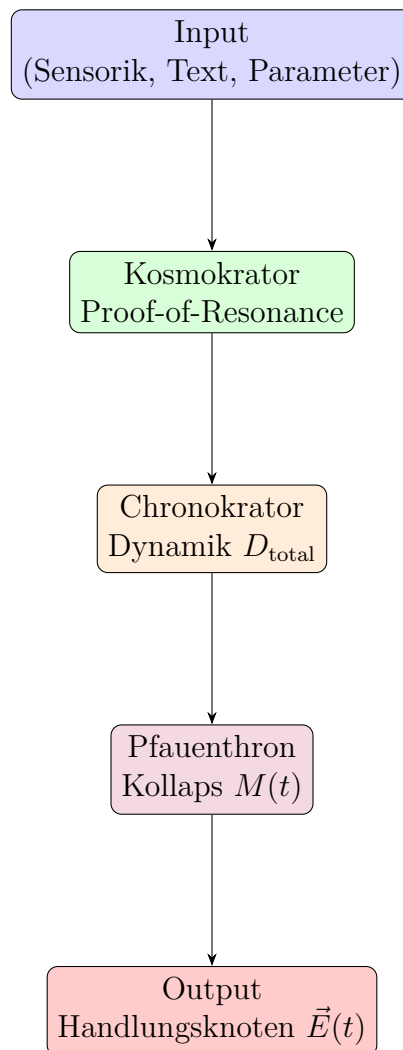 Input
(Sensorik, Text, Parameter)
Kosmokrator
Proof-of-Resonance
Chronokrator
Dynamik D_total
Pfauenthron
Kollaps M(t)
Output
Handlungsknoten E⃗(t)